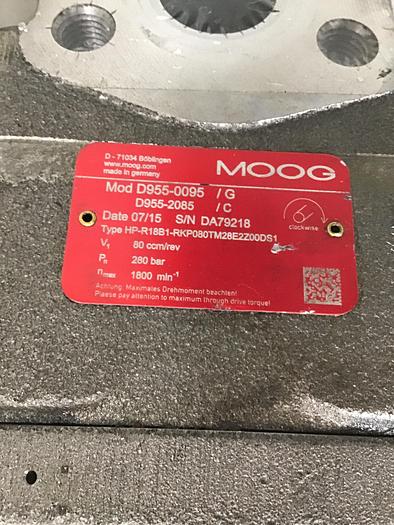 D - 71034 Böblingen
www.moog.com
made in germany
MOOG
Mod D955-0095 / G
D955-2085 / C
Date 07/15 S/N DA79218
clockwise
Type HP-R18B1-RKP080TM28E2Z00DS1
V₁ 80 ccm/rev
Pₙ 280 bar
nmax 1800 min⁻¹
Achtung: Maximales Drehmoment beachten!
Please pay attention to maximum through drive torque!